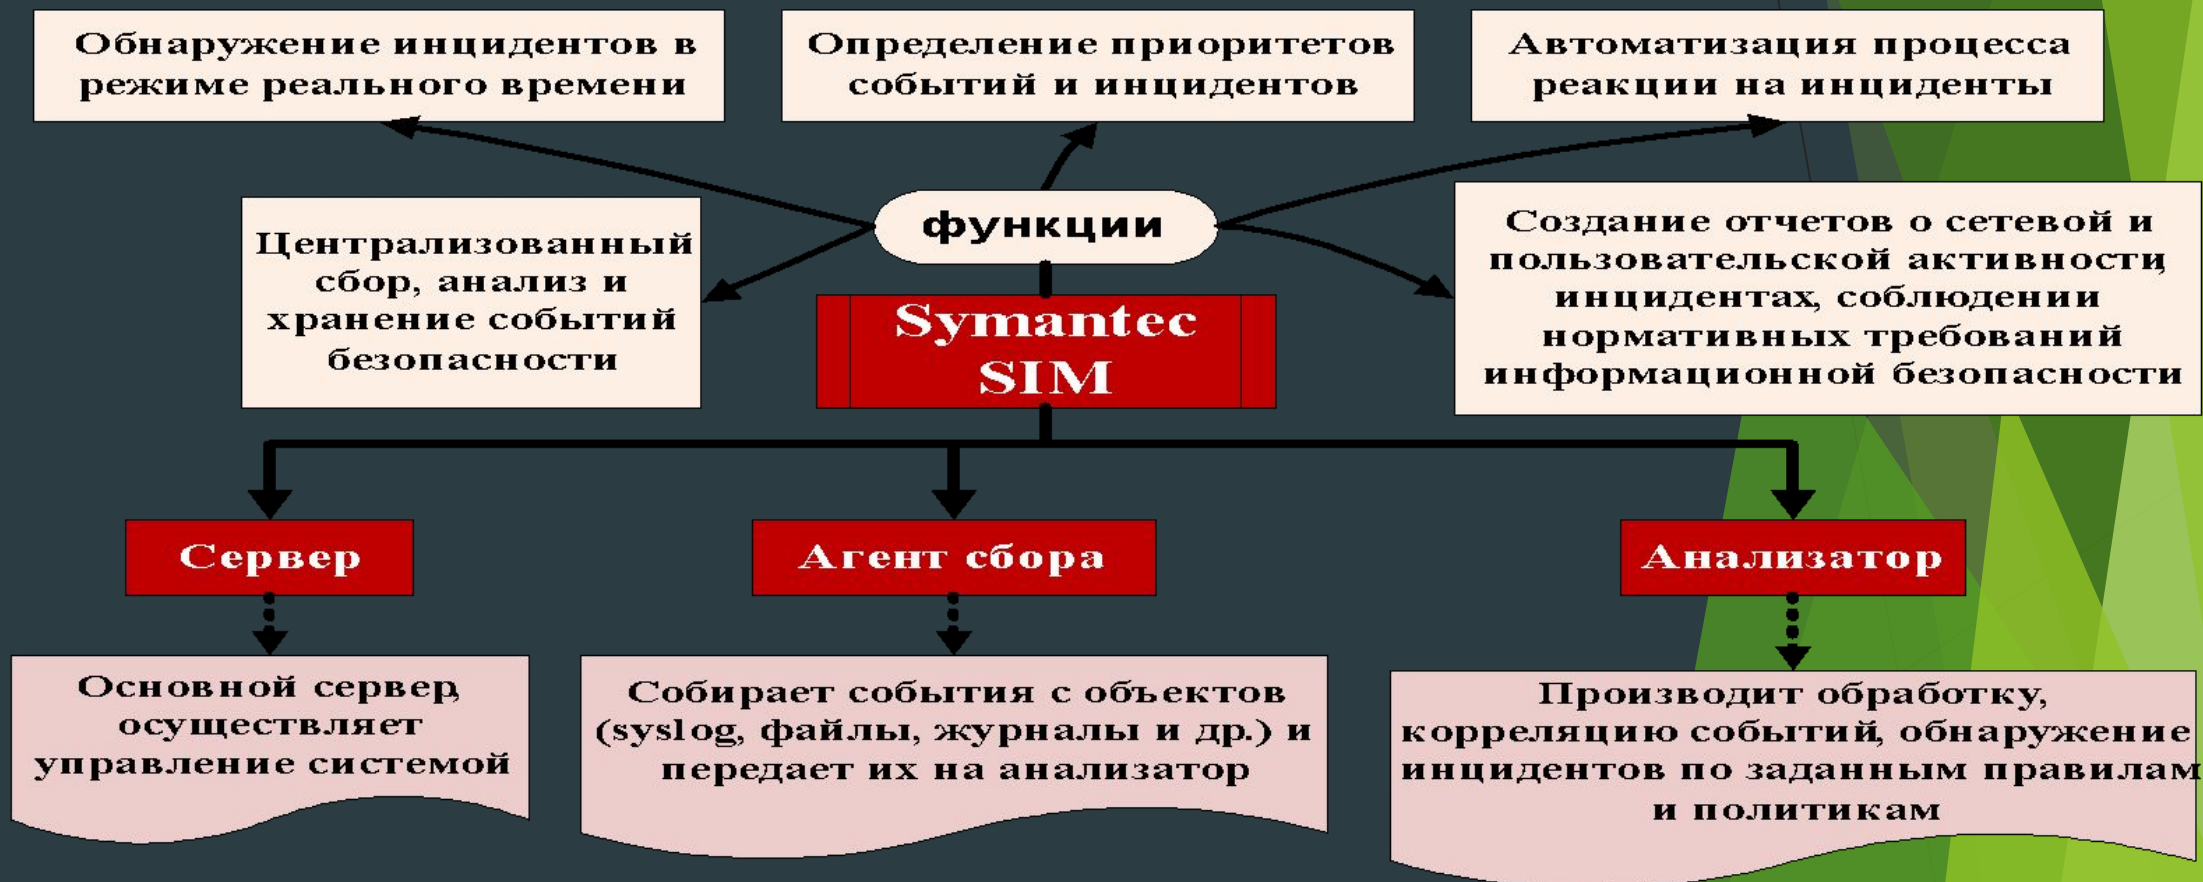 Обнаружение инцидентов в
режиме реального времени
Определение приоритетов
событий и инцидентов
Автоматизация процесса
реакции на инциденты
функции
Централизованный
сбор, анализ и
хранение событий
безопасности
Создание отчетов о сетевой и
пользовательской активности,
инцидентах, соблюдении
нормативных требований
информационной безопасности
Symantec
SIM
Сервер
Агент сбора
Анализатор
Основной сервер,
осуществляет
управление системой
Собирает события с объектов
(syslog, файлы, журналы и др.) и
передает их на анализатор
Производит обработку,
корреляцию событий, обнаружение
инцидентов по заданным правилам
и политикам